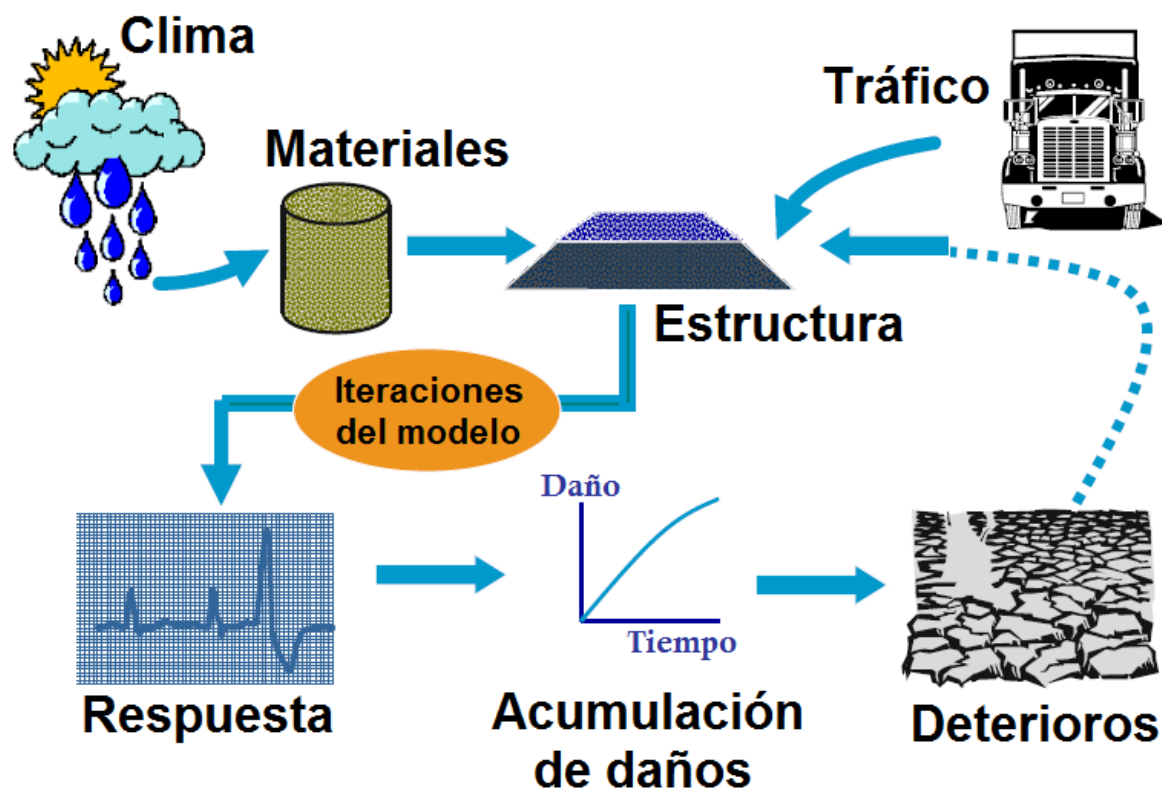 Clima
Tráfico
Materiales
Estructura
Iteraciones
del modelo
Daño
Tiempo
Respuesta
Acumulación
de daños
Deterioros